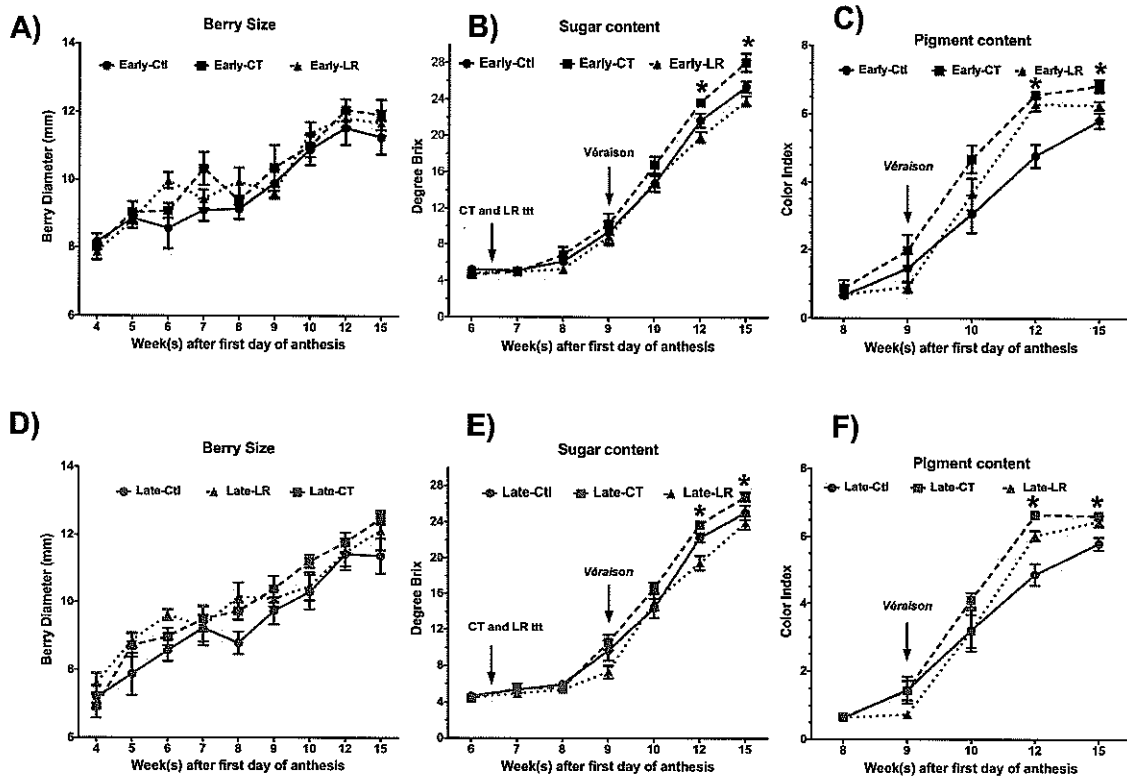 A)
Berry Size
Early-Ctl Early-CT Early-LR
Berry Diameter (mm)
14
12
10
8
6
4 5 6 7 8 9 10 12 15
Week(s) after first day of anthesis
B)
Sugar content
Early-Ctl Early-CT Early-LR
Degree Brix
28
24
20
16
12
8
4
0
CT and LR ttt
Véraison
*
*
6 7 8 9 10 12 15
Week(s) after first day of anthesis
C)
Pigment content
Early-Ctl Early-CT Early-LR
Color Index
8
6
4
2
0
Véraison
*
*
8 9 10 12 15
Week(s) after first day of anthesis
D)
Berry Size
Late-Ctl Late-LR Late-CT
Berry Diameter (mm)
14
12
10
8
6
4 5 6 7 8 9 10 12 15
Week(s) after first day of anthesis
E)
Sugar content
Late-Ctl Late-CT Late-LR
Degree Brix
28
24
20
16
12
8
4
0
CT and LR ttt
Véraison
*
*
6 7 8 9 10 12 15
Week(s) after first day of anthesis
F)
Pigment content
Late-Ctl Late-CT Late-LR
Color Index
8
6
4
2
0
Véraison
*
*
8 9 10 12 15
Week(s) after first day of anthesis